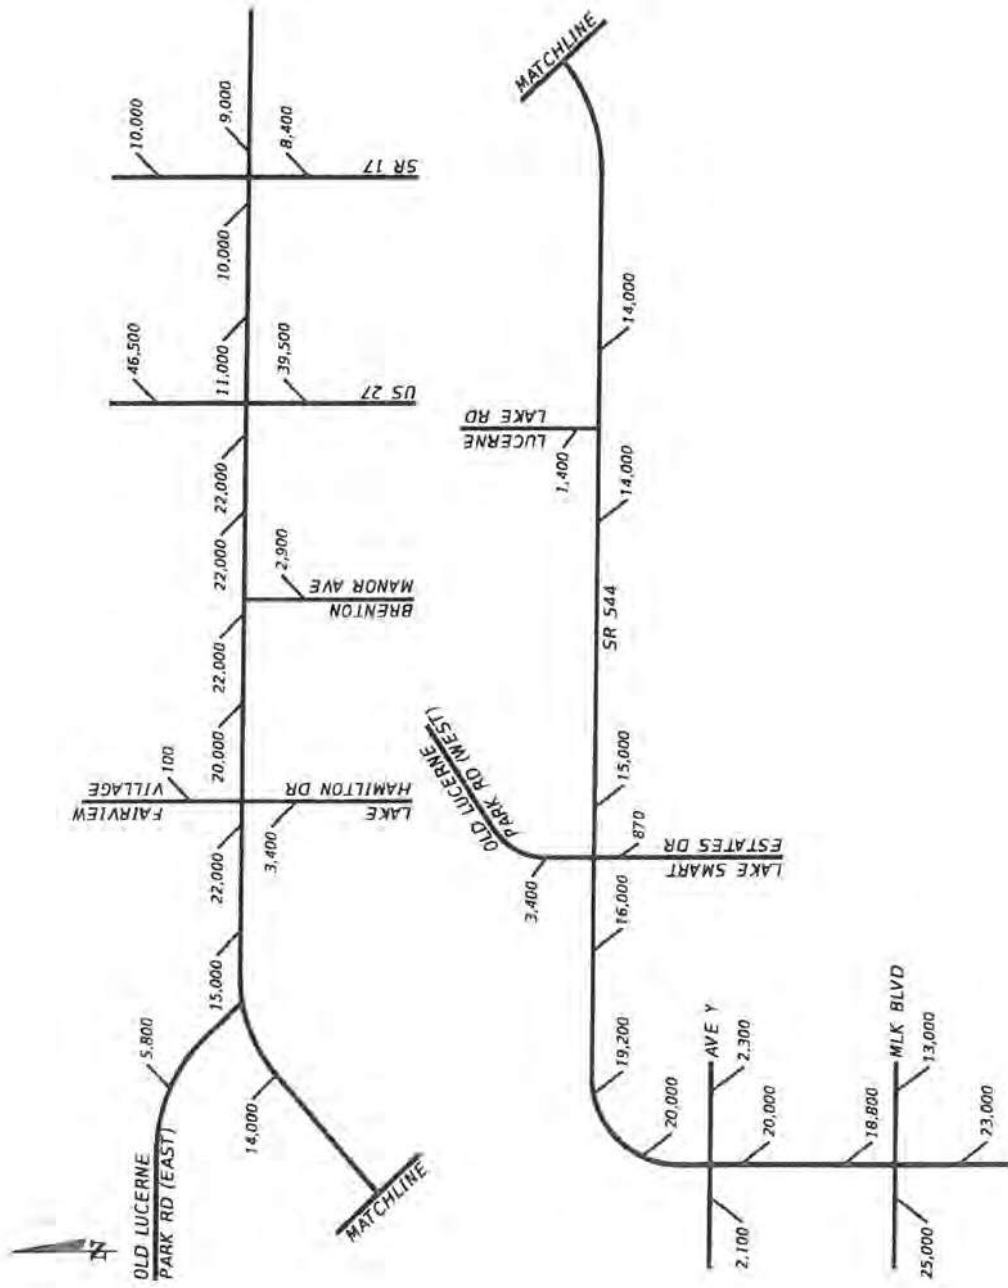 10,000
9,000
8,400
SR 17
10,000
11,000
46,500
39,500
US 27
22,000
22,000
2,900
BRENTON
MANOR AVE
22,000
20,000
100
FAIRVIEW
VILLAGE
LAKE
HAMILTON DR
3,400
22,000
15,000
5,800
OLD LUCERNE
PARK RD (EAST)
14,000
MATCHLINE
N
MATCHLINE
14,000
LUCERNE
LAKE RD
1,400
14,000
SR 544
15,000
OLD LUCERNE
PARK RD (WEST)
3,400
870
LAKE SMART
ESTATES DR
16,000
19,200
20,000
AVE Y
2,300
2,100
20,000
18,800
MLK BLVD
13,000
25,000
23,000